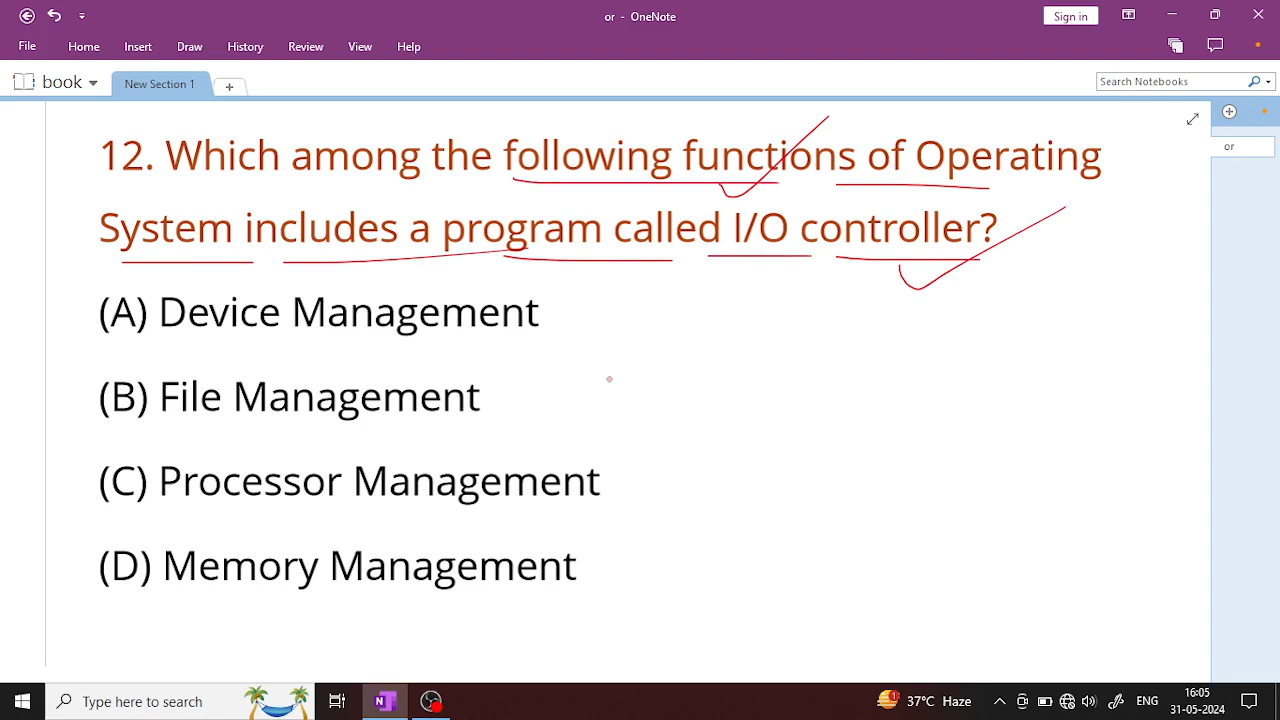 or - OneNote
Sign in
File Home Insert Draw History Review View Help
book New Section 1 +
Search Notebooks
or
12. Which among the following functions of Operating
System includes a program called I/O controller?
(A) Device Management
(B) File Management
(C) Processor Management
(D) Memory Management
Type here to search
N
1
37°C Haze
ENG
16:05
31-05-2024